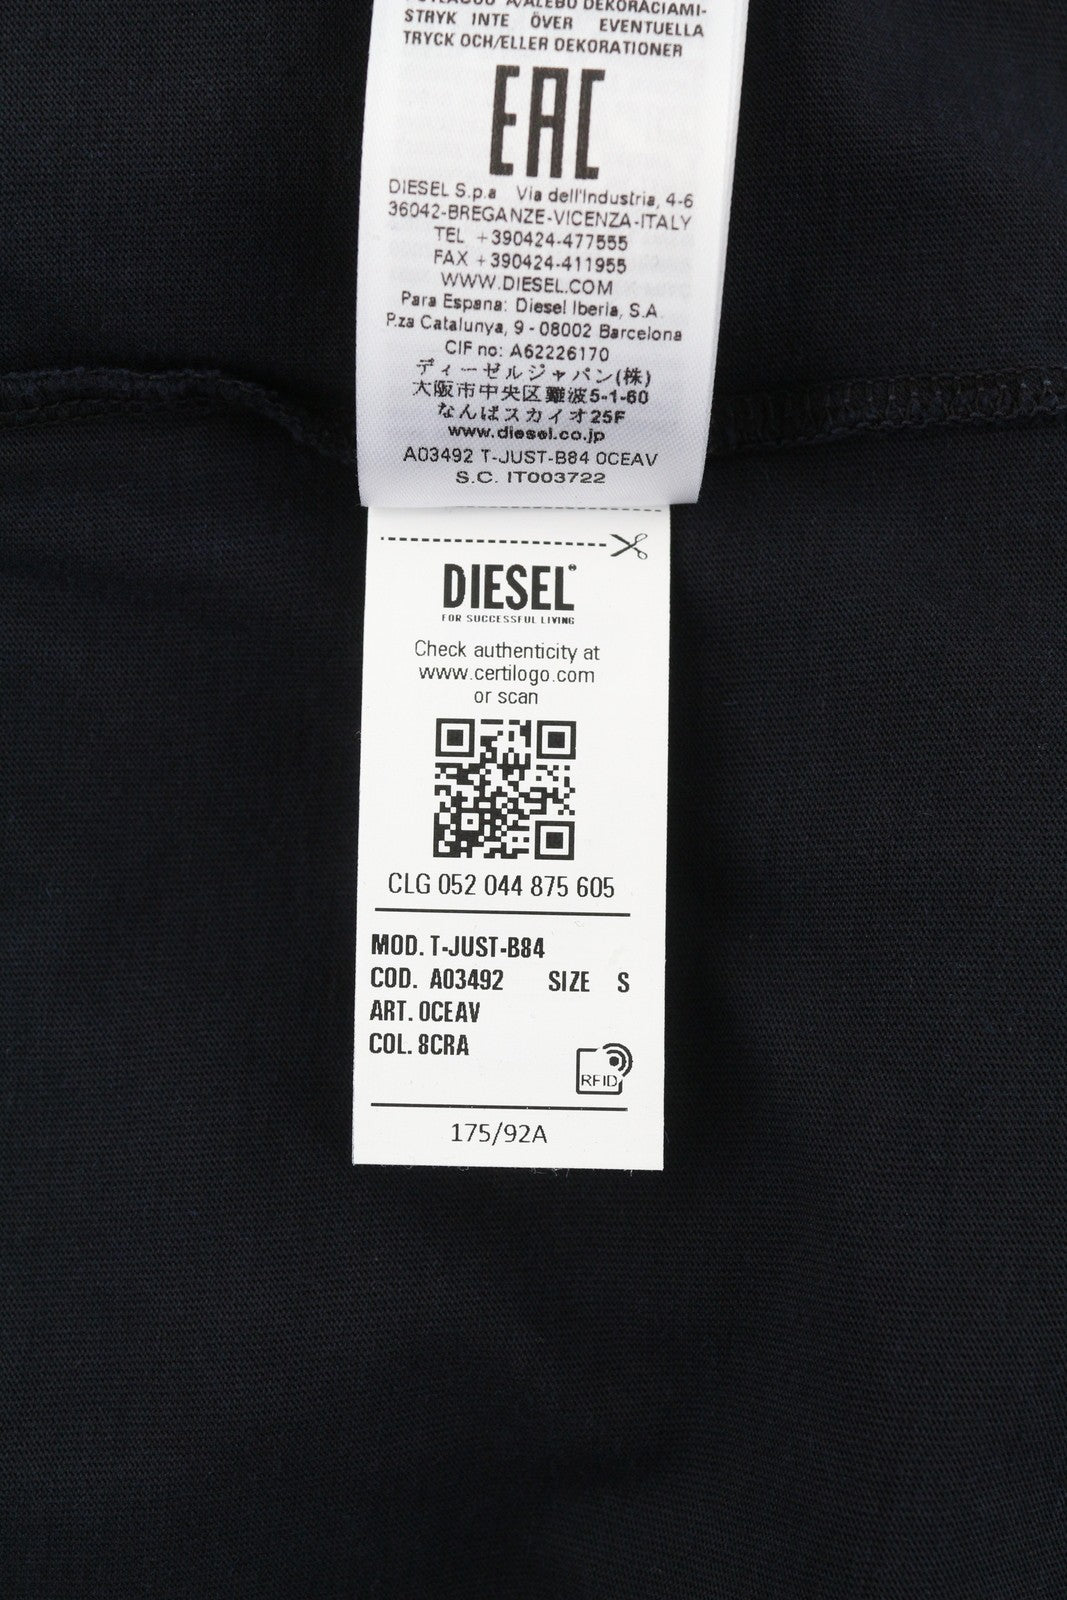 A/ALEBO DEKORÁCIAMI-
STRYK INTE ÖVER EVENTUELLA
TRYCK OCH/ELLER DEKORATIONER
EAC
DIESEL S.p.a Via dell'Industria, 4-6
36042-BREGANZE-VICENZA-ITALY
TEL +390424-477555
FAX +390424-411955
WWW.DIESEL.COM
Para Espana: Diesel Iberia, S.A.
P.za Catalunya, 9 - 08002 Barcelona
CIF no: A62226170
ディーゼルジャパン(株)
大阪市中央区難波5-1-60
なんばスカイオ25F
www.diesel.co.jp
A03492 T-JUST-B84 0CEAV
S.C. IT003722
DIESEL
FOR SUCCESSFUL LIVING
Check authenticity at
www.certilogo.com
or scan
CLG 052 044 875 605
MOD. T-JUST-B84
COD. A03492 SIZE S
ART. 0CEAV
COL. 8CRA
RFID
175/92A